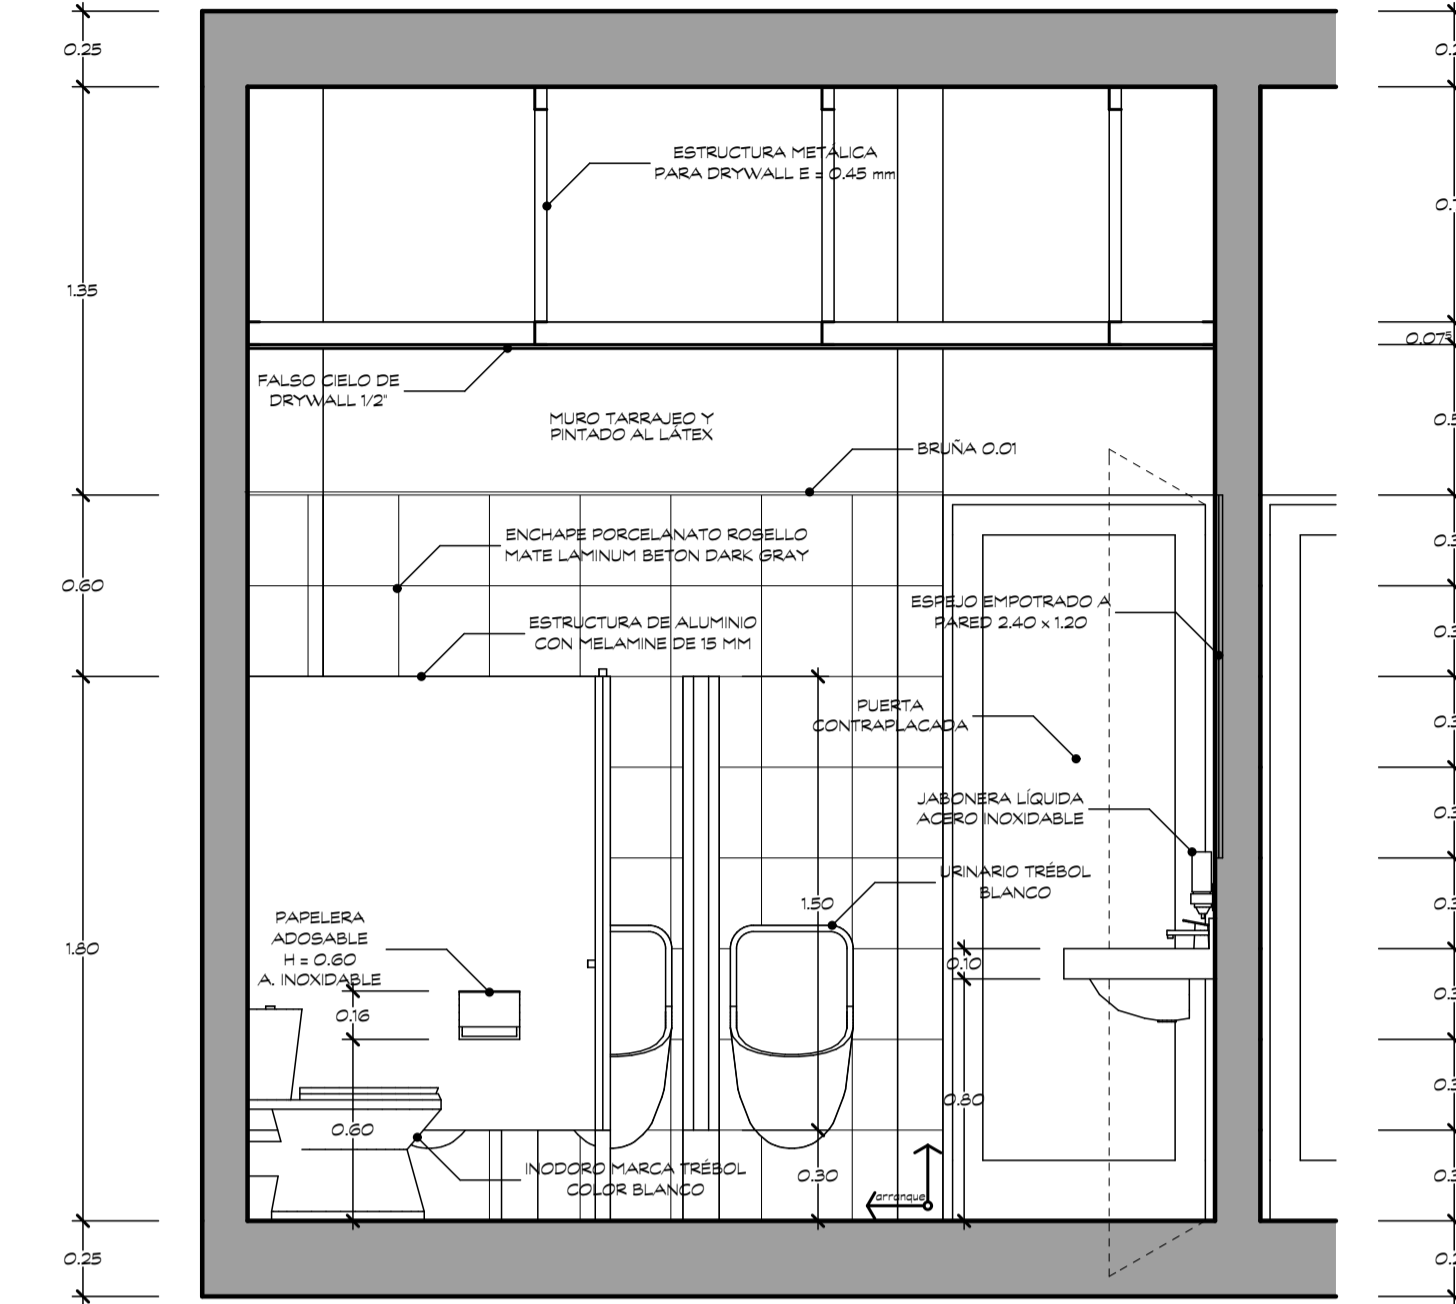 0.25
1.35
0.60
1.80
0.25
ESTRUCTURA METÁLICA
PARA DRYWALL E = 0.45 mm
FALSO CIELO DE
DRYWALL 1/2"
MURO TARRAJEO Y
PINTADO AL LÁTEX
BRUÑA 0.01
ENCHAPE PORCELANATO ROSELLO
MATE LAMINUM BETON DARK GRAY
ESTRUCTURA DE ALUMINIO
CON MELAMINE DE 15 MM
ESPEJO EMPOTRADO A
PARED 2.40 x 1.20
PUERTA
CONTRAPLACADA
JABONERA LÍQUIDA
ACERO INOXIDABLE
URINARIO TRÉBOL
BLANCO
1.50
PAPELERA
ADOSABLE
H = 0.60
A. INOXIDABLE
0.10
0.16
0.80
0.60
INODORO MARCA TRÉBOL
COLOR BLANCO
0.30
arranque
0.075